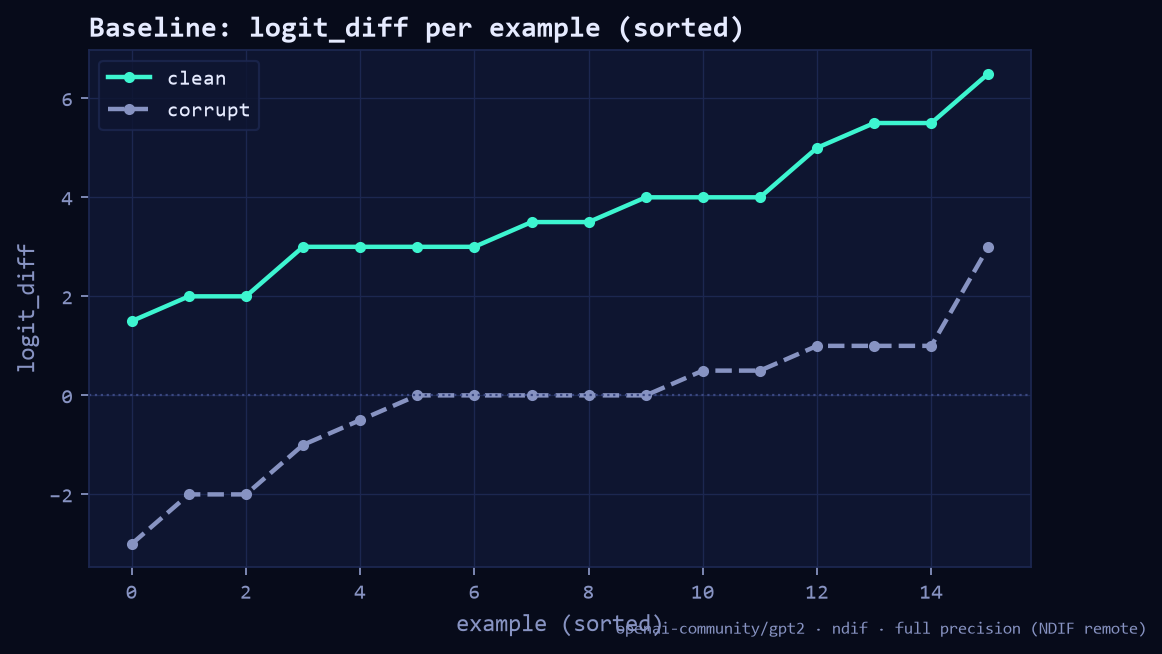 Baseline: logit_diff per example (sorted)
clean
corrupt
6
4
2
0
−2
logit_diff
0 2 4 6 8 10 12 14
example (sorted)
openai-community/gpt2 · ndif · full precision (NDIF remote)